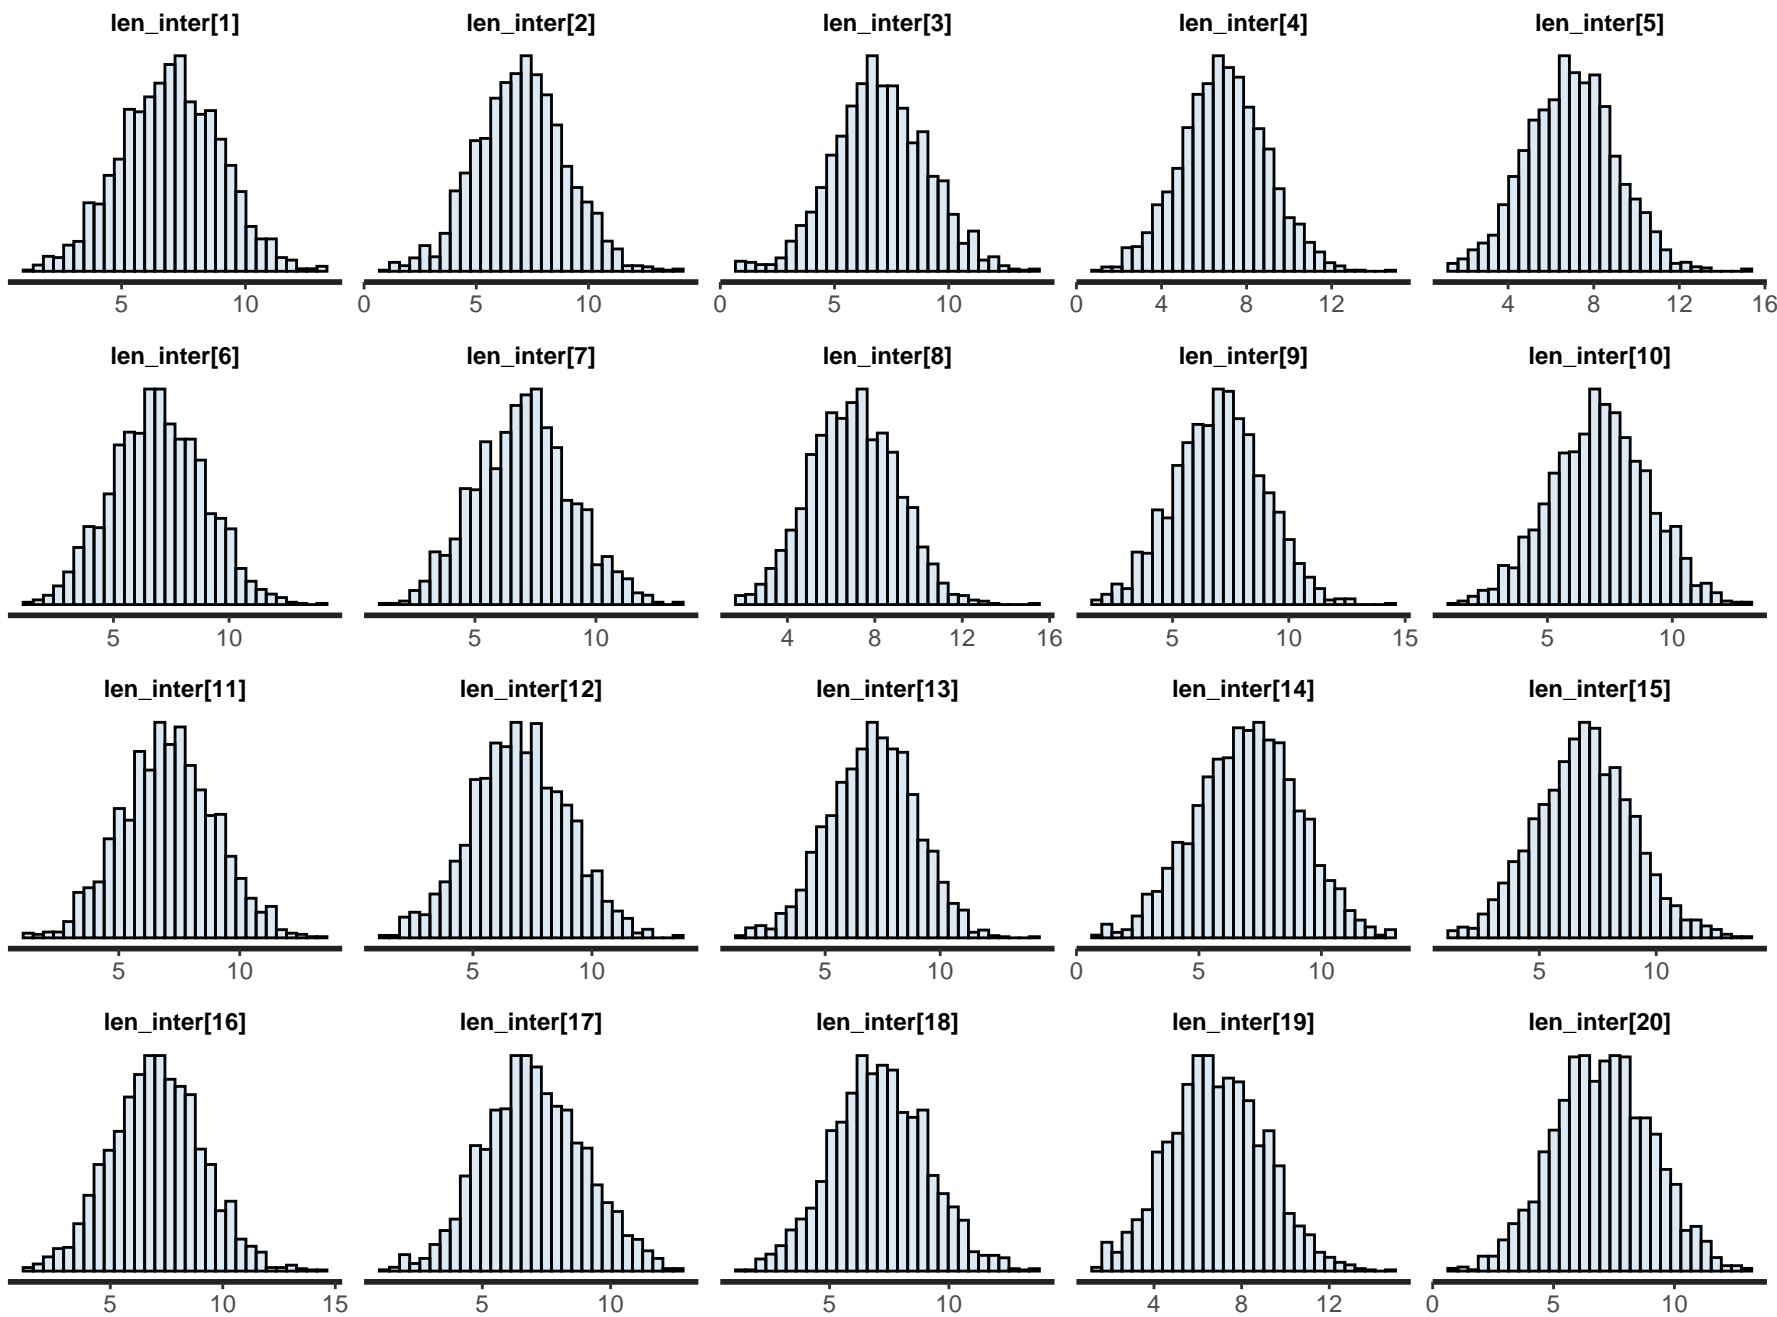 len_inter[1] len_inter[2] len_inter[3] len_inter[4] len_inter[5]
5 10 0 5 10 0 5 10 0 4 8 12 4 8 12 16
len_inter[6] len_inter[7] len_inter[8] len_inter[9] len_inter[10]
5 10 5 10 4 8 12 16 5 10 15 5 10
len_inter[11] len_inter[12] len_inter[13] len_inter[14] len_inter[15]
5 10 5 10 5 10 0 5 10 5 10
len_inter[16] len_inter[17] len_inter[18] len_inter[19] len_inter[20]
5 10 15 5 10 5 10 4 8 12 0 5 10